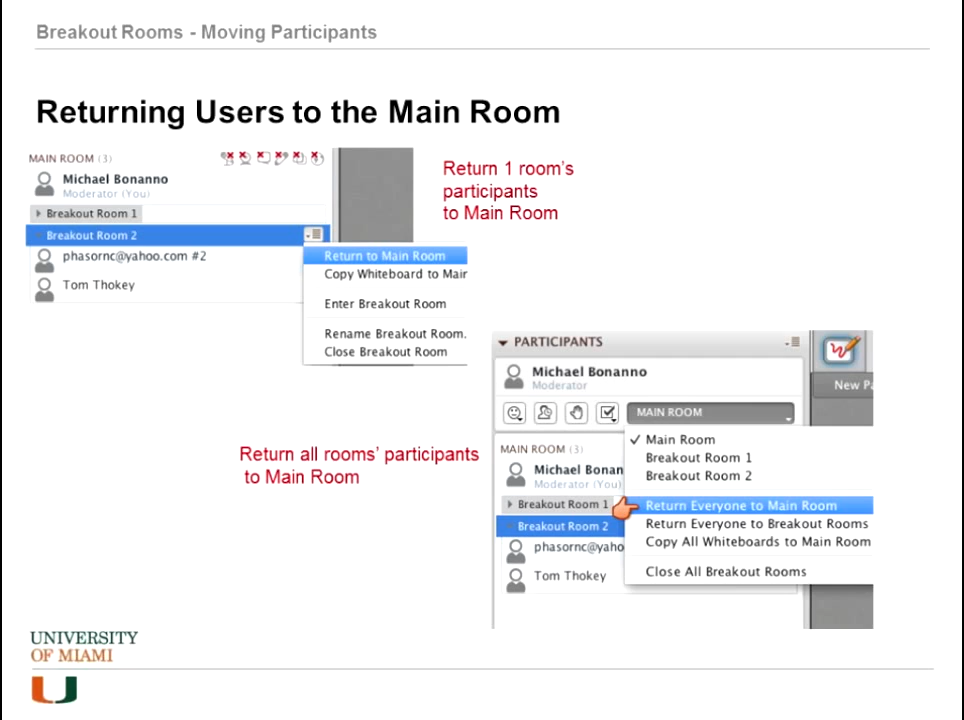 Breakout Rooms - Moving Participants
Returning Users to the Main Room
MAIN ROOM (3)
Michael Bonanno
Moderator (You)
Breakout Room 1
Breakout Room 2
phasornc@yahoo.com #2
Tom Thokey
Return to Main Room
Copy Whiteboard to Mair
Enter Breakout Room
Rename Breakout Room.
Close Breakout Room
Return 1 room's
participants
to Main Room
Return all rooms' participants
to Main Room
PARTICIPANTS
Michael Bonanno
Moderator
MAIN ROOM
New Pa
MAIN ROOM (3)
Michael Bonan
Moderator (You)
Breakout Room 1
Breakout Room 2
phasornc@yaho
Tom Thokey
Main Room
Breakout Room 1
Breakout Room 2
Return Everyone to Main Room
Return Everyone to Breakout Rooms
Copy All Whiteboards to Main Room
Close All Breakout Rooms
UNIVERSITY
OF MIAMI